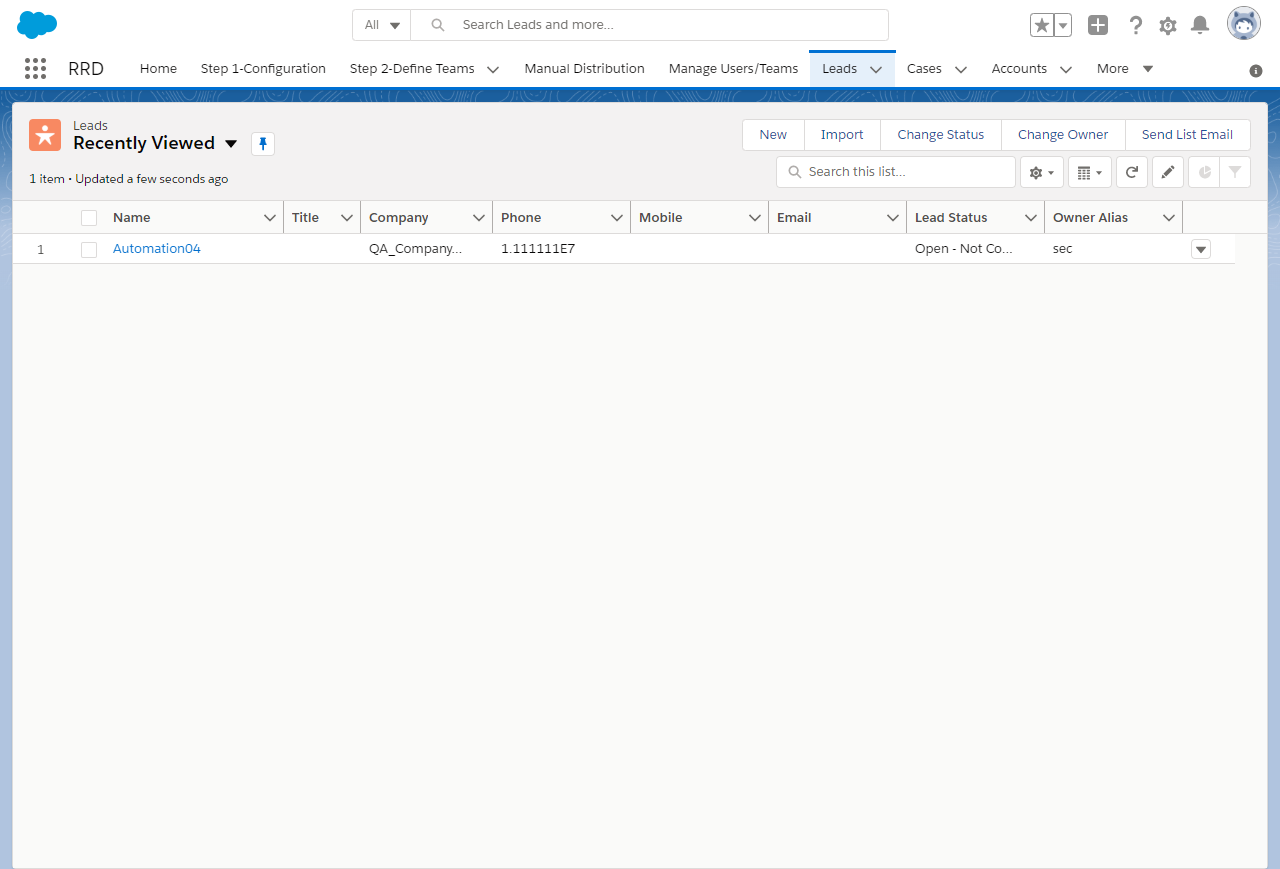 All
Search Leads and more...
RRD
Home
Step 1-Configuration
Step 2-Define Teams
Manual Distribution
Manage Users/Teams
Leads
Cases
Accounts
More
Leads
Recently Viewed
New
Import
Change Status
Change Owner
Send List Email
1 item • Updated a few seconds ago
Search this list...
Name
Title
Company
Phone
Mobile
Email
Lead Status
Owner Alias
1
Automation04
QA_Company...
1.111111E7
Open - Not Co...
sec